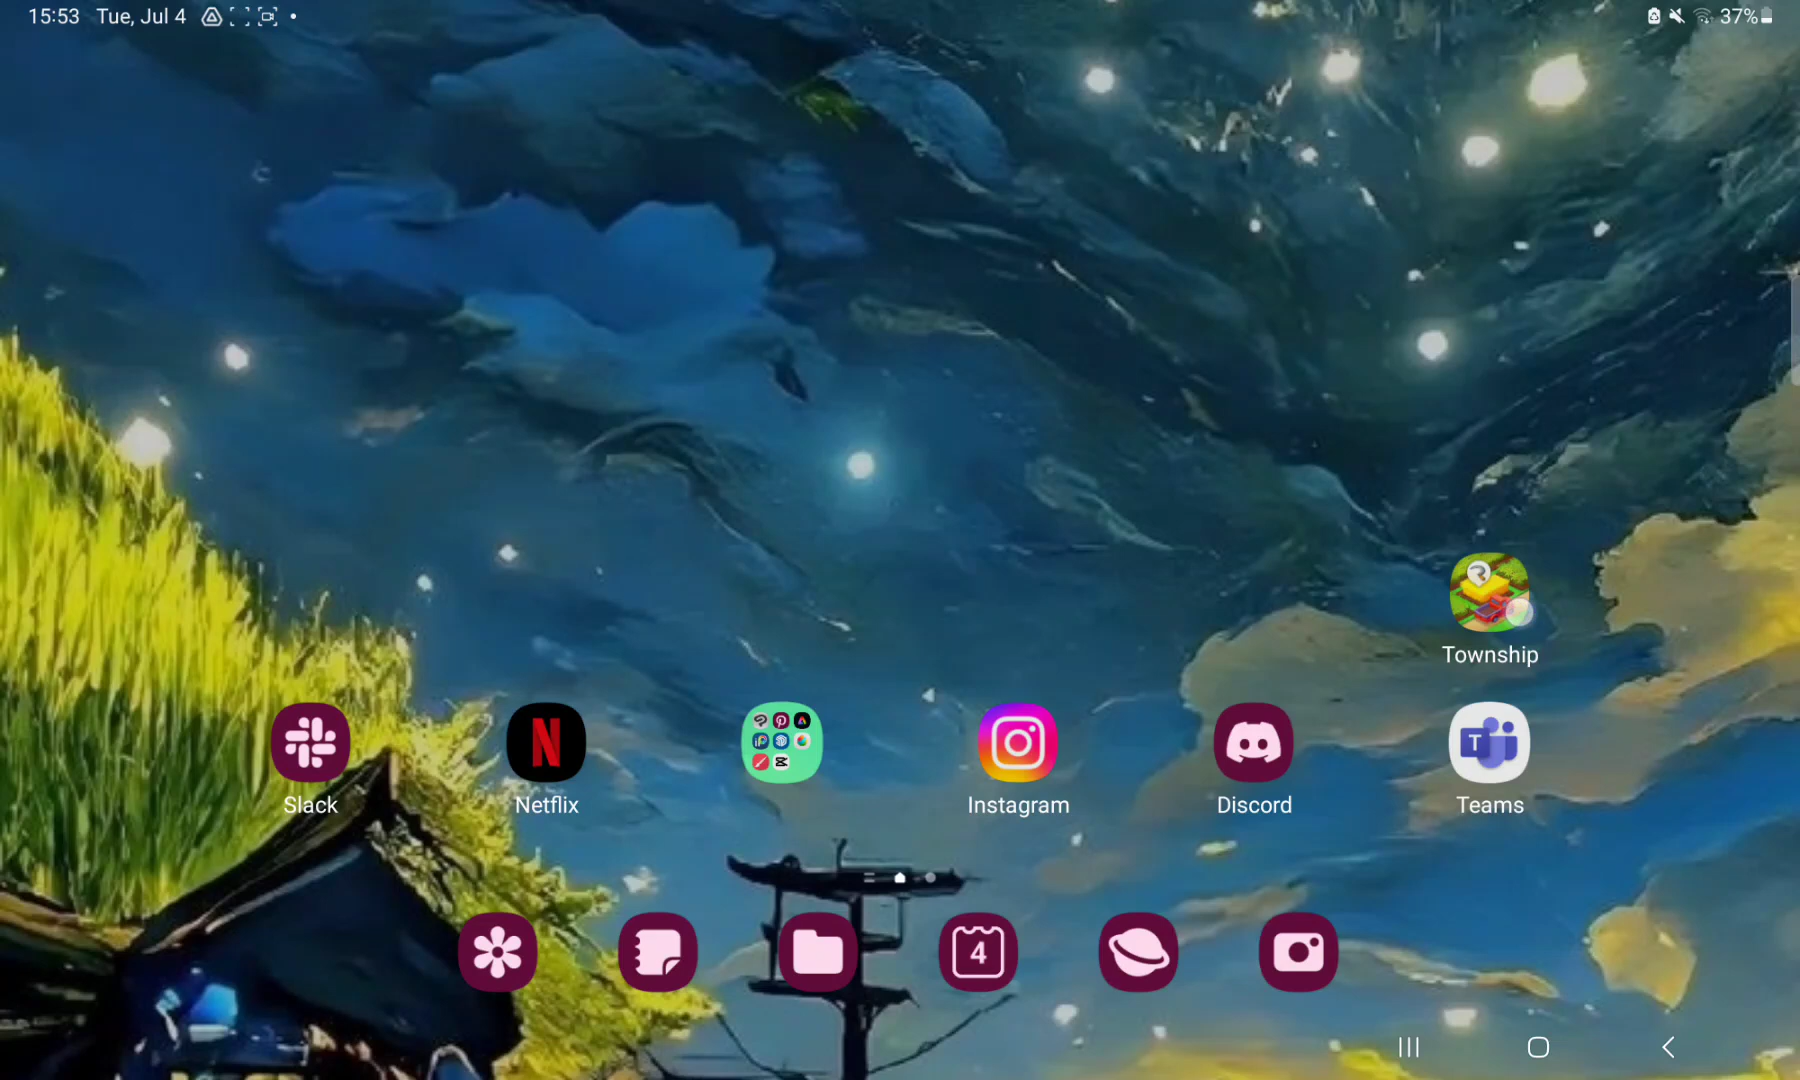 15:53 Tue, Jul 4
37%
Township
Slack
Netflix
Instagram
Discord
T
Teams
4